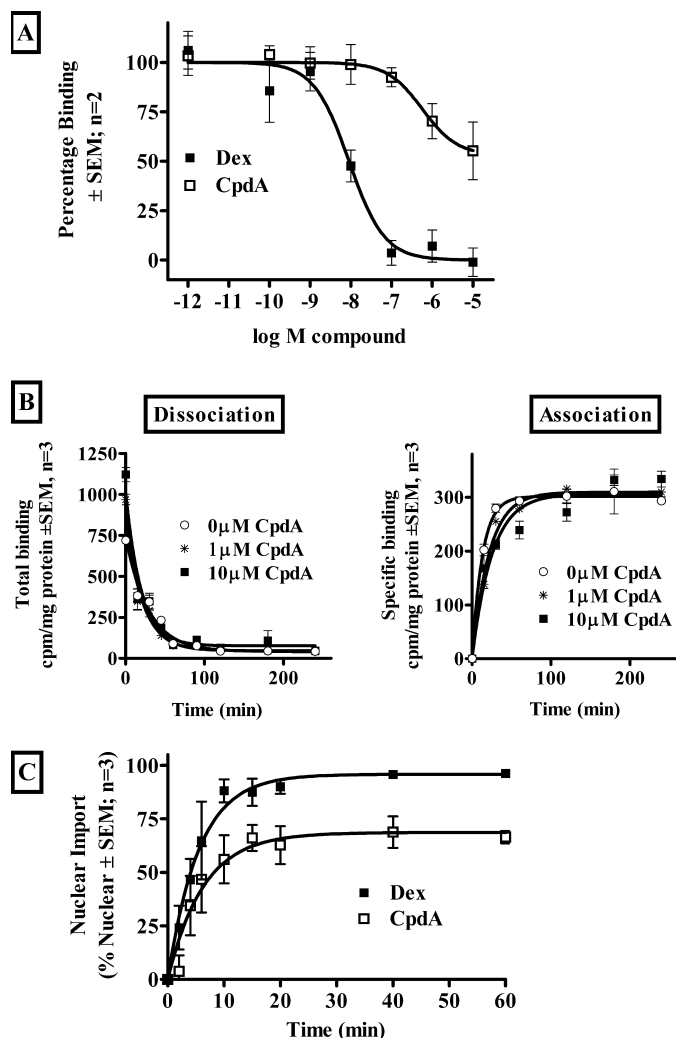 A
Percentage Binding
± SEM; n=2
100
75
50
25
0
Dex
CpdA
-12 -11 -10 -9 -8 -7 -6 -5
log M compound
B
Dissociation
Total binding
cpm/mg protein ±SEM, n=3
1250
1000
750
500
250
0
0μM CpdA
1μM CpdA
10μM CpdA
0 100 200
Time (min)
Association
Specific binding
cpm/mg protein ±SEM, n=3
300
200
100
0
0μM CpdA
1μM CpdA
10μM CpdA
0 100 200
Time (min)
C
Nuclear Import
(% Nuclear ± SEM; n=3)
100
75
50
25
0
Dex
CpdA
0 10 20 30 40 50 60
Time (min)